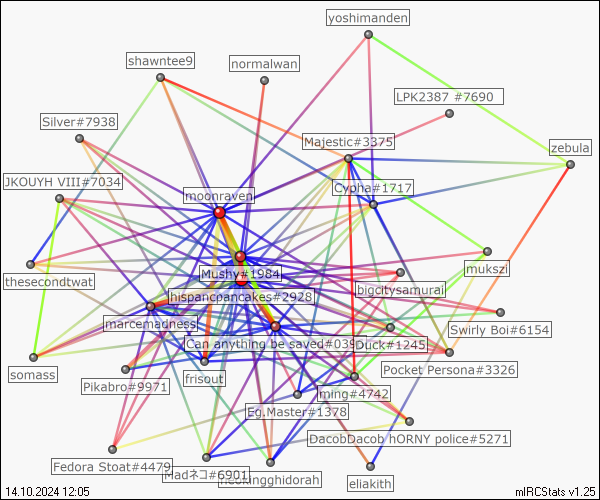 yoshimanden
shawntee9
normalwan
LPK2387 #7690
Silver#7938
Majestic#3375
zebula
JKOUYH VIII#7034
moonraven
Cypha#1717
Mushy#1984
thesecondtwat
mukszi
hispancpancakes#2928
bigcitysamurai
marcemadness
Swirly Boi#6154
Can anything be saved#039
Duck#1245
Pocket Persona#3326
somass
Pikabro#9971
frisout
ming#4742
Eg.Master#1378
DacobDacob hORNY police#5271
Fedora Stoat#4479
Madネコ#6901
neokingghidorah
eliakith
14.10.2024 12:05
mIRCStats v1.25